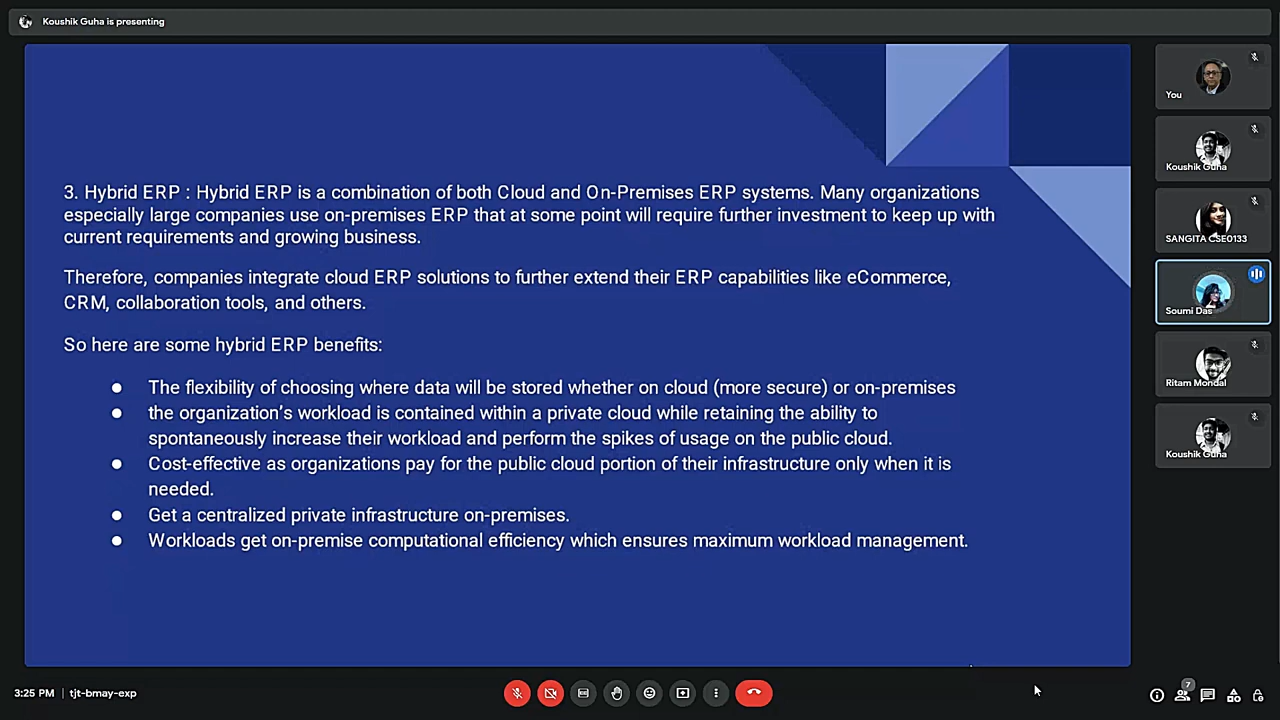 Koushik Guha is presenting
3. Hybrid ERP : Hybrid ERP is a combination of both Cloud and On-Premises ERP systems. Many organizations
especially large companies use on-premises ERP that at some point will require further investment to keep up with
current requirements and growing business.
Therefore, companies integrate cloud ERP solutions to further extend their ERP capabilities like eCommerce,
CRM, collaboration tools, and others.
So here are some hybrid ERP benefits:
● The flexibility of choosing where data will be stored whether on cloud (more secure) or on-premises
● the organization’s workload is contained within a private cloud while retaining the ability to
spontaneously increase their workload and perform the spikes of usage on the public cloud.
● Cost-effective as organizations pay for the public cloud portion of their infrastructure only when it is
needed.
● Get a centralized private infrastructure on-premises.
● Workloads get on-premise computational efficiency which ensures maximum workload management.
You
Koushik Guha
SANGITA CSE0133
Soumi Das
Ritam Mondal
Koushik Guha
3:25 PM | tjt-bmay-exp
7